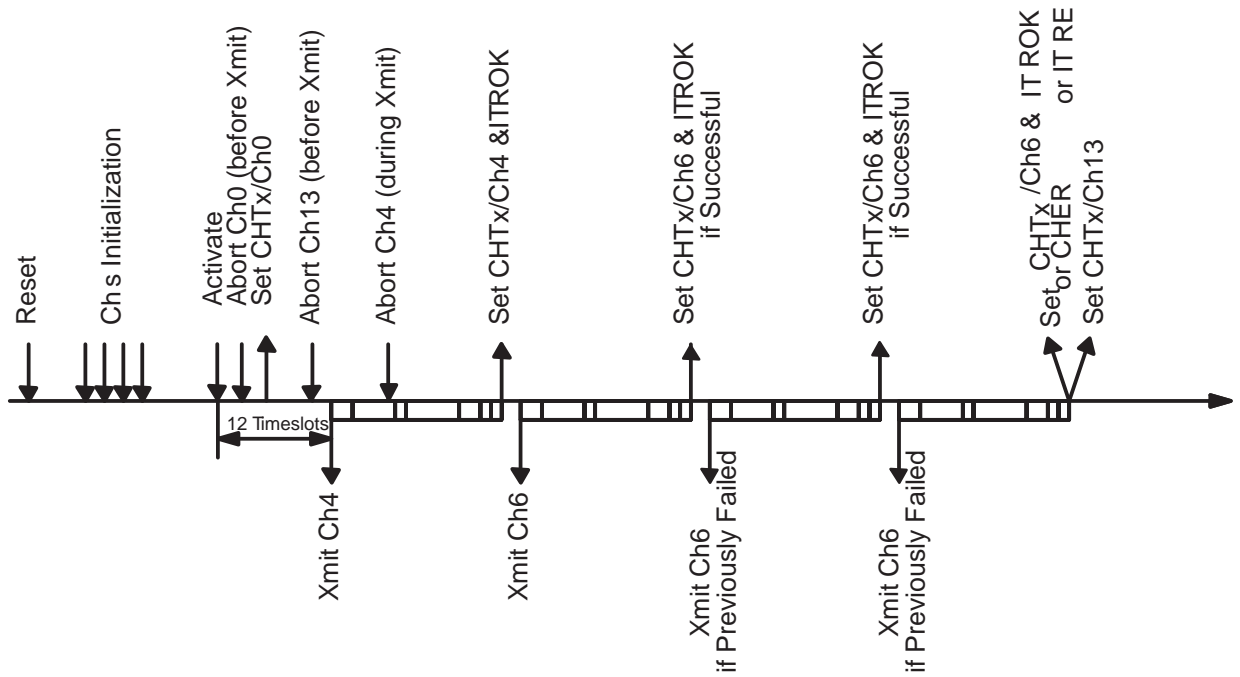 Reset
Ch s Initialization
Activate
Abort Ch0 (before Xmit)
Set CHTx/Ch0
Abort Ch13 (before Xmit)
Abort Ch4 (during Xmit)
Set CHTx/Ch4 &ITROK
Set CHTx/Ch6 & ITROK
if Successful
Set CHTx/Ch6 & ITROK
if Successful
Set CHTx /Ch6 & IT ROK
or CHER or IT RE
Set CHTx/Ch13
12 Timeslots
Xmit Ch4
Xmit Ch6
Xmit Ch6
if Previously Failed
Xmit Ch6
if Previously Failed